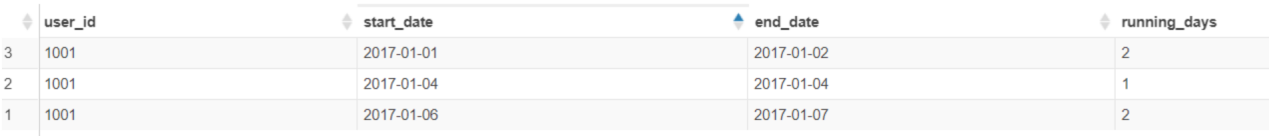 user_id start_date end_date running_days
3 1001 2017-01-01 2017-01-02 2
2 1001 2017-01-04 2017-01-04 1
1 1001 2017-01-06 2017-01-07 2